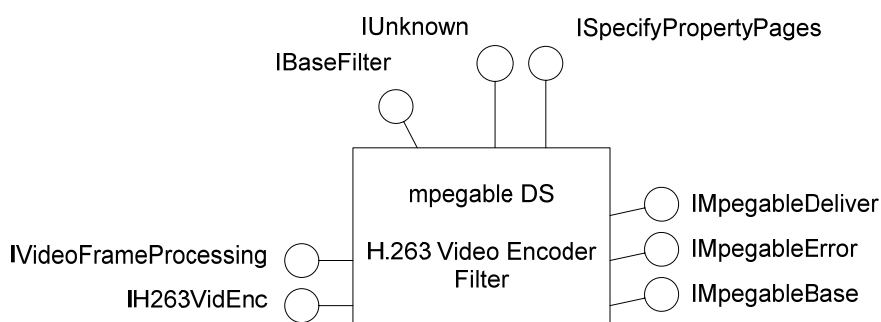 IUnknown
ISpecifyPropertyPages
IBaseFilter
mpegable DS
IMpegableDeliver
IVideoFrameProcessing
H.263 Video Encoder
Filter
IMpegableError
IH263VidEnc
IMpegableBase